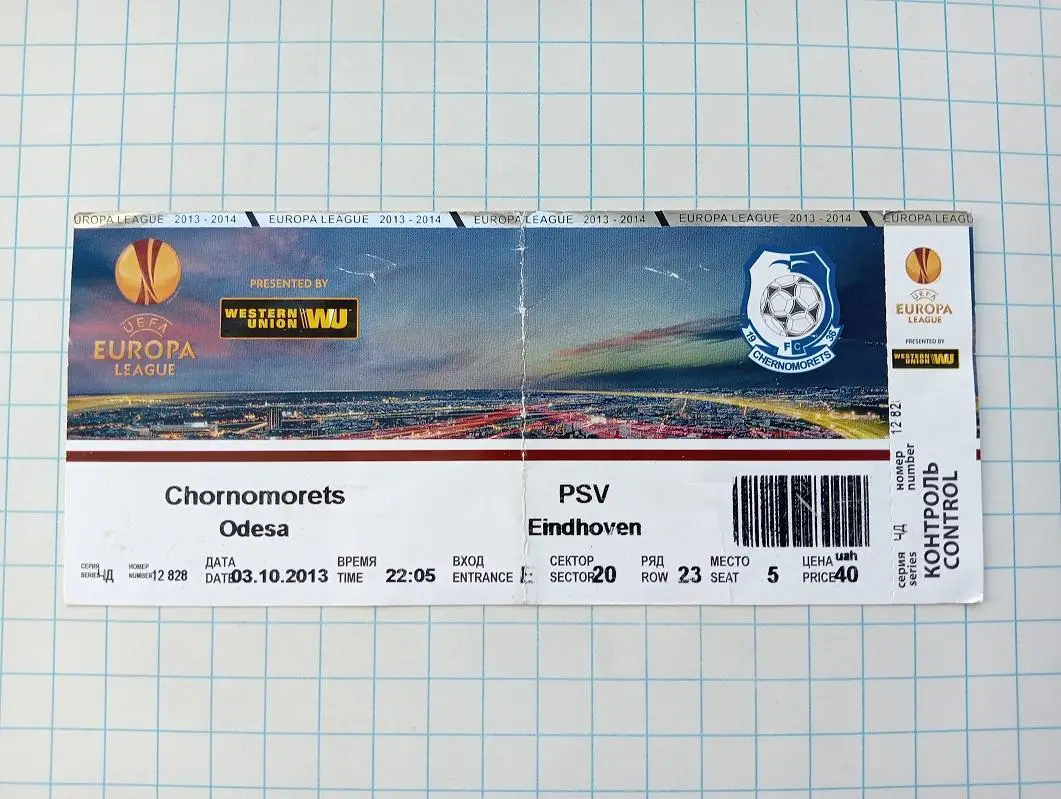 UROPA LEAGUE 2013 - 2014 EUROPA LEAGUE 2013 - 2014 EUROPA LEAGUE 2013 - 2014 EUROPA LEAGUE 2013 - 2014 EUROPA LEAGU
UEFA
EUROPA
LEAGUE
PRESENTED BY
WESTERN
UNION WU
19 FC 36
CHERNOMORETS
Chornomorets
Odesa
PSV
Eindhoven
СЕРИЯ
SERIES ЧД
НОМЕР
NUMBER 12 828
ДАТА
DATE 03.10.2013
ВРЕМЯ
TIME 22:05
ВХОД
ENTRANCE
СЕКТОР
SECTOR 20
РЯД
ROW 23
МЕСТО
SEAT 5
ЦЕНА uah
PRICE 40
UEFA
EUROPA
LEAGUE
PRESENTED BY
WESTERN
UNION WU
серия ЧД номер 12 82
series number
КОНТРОЛЬ
CONTROL